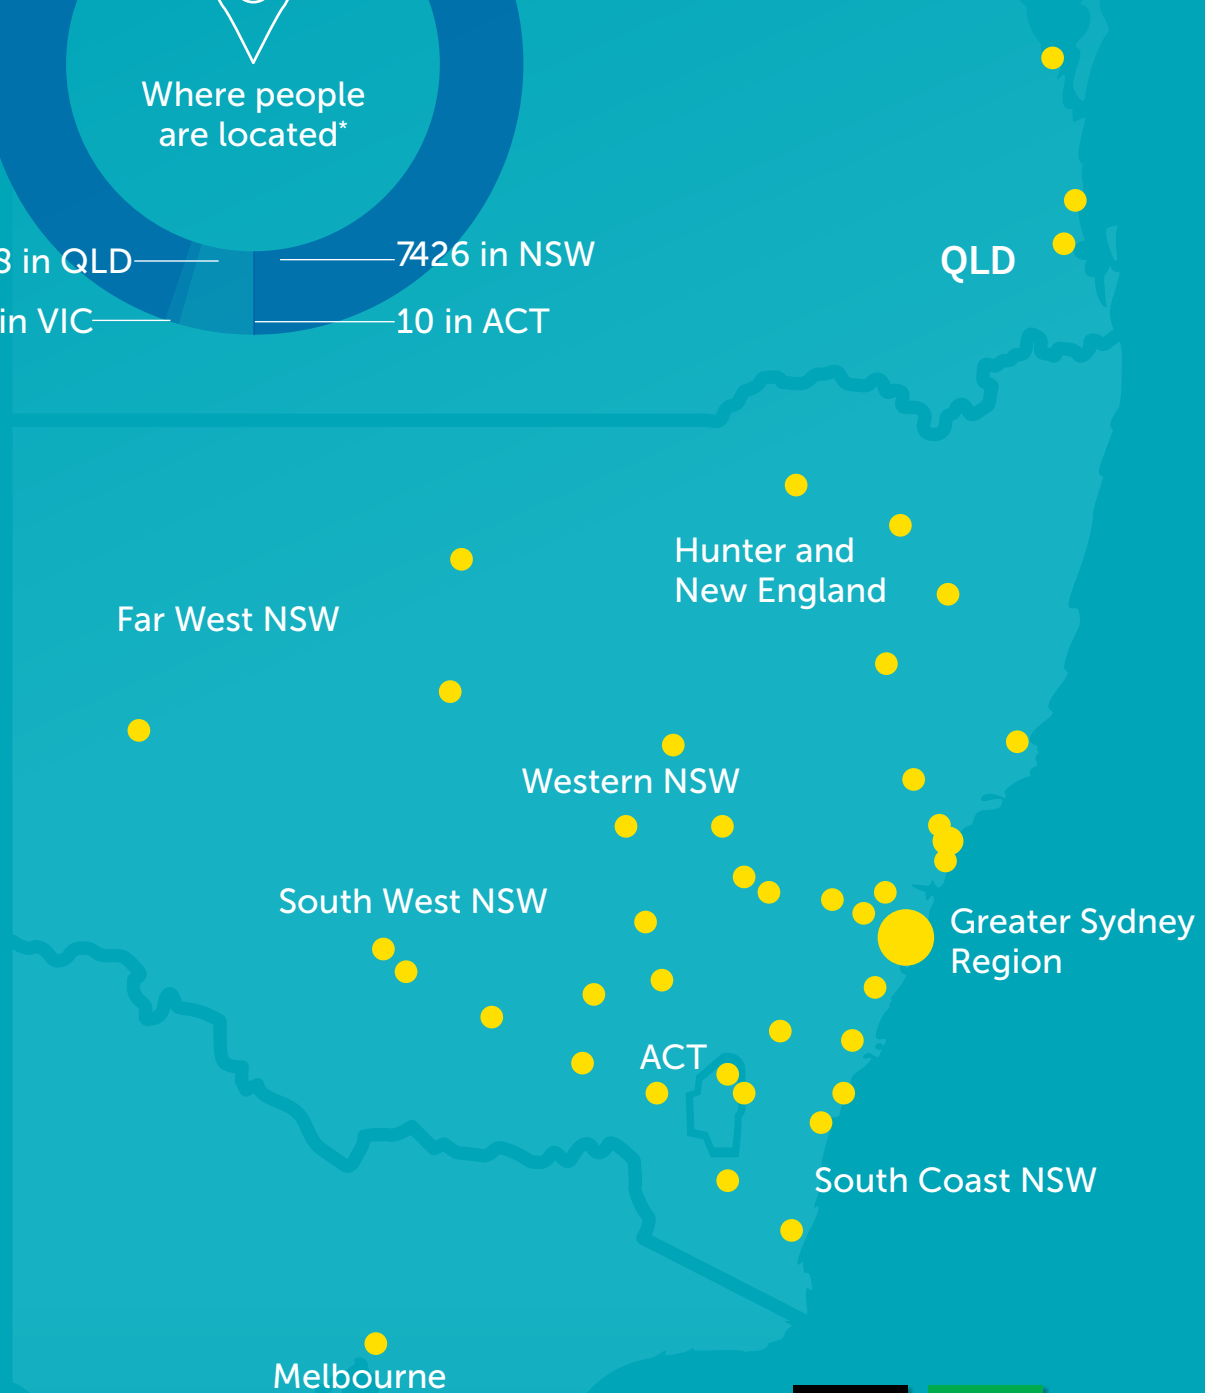 Where people
are located*
8 in QLD
7426 in NSW
in VIC
10 in ACT
QLD
Hunter and
New England
Far West NSW
Western NSW
South West NSW
Greater Sydney
Region
ACT
South Coast NSW
Melbourne